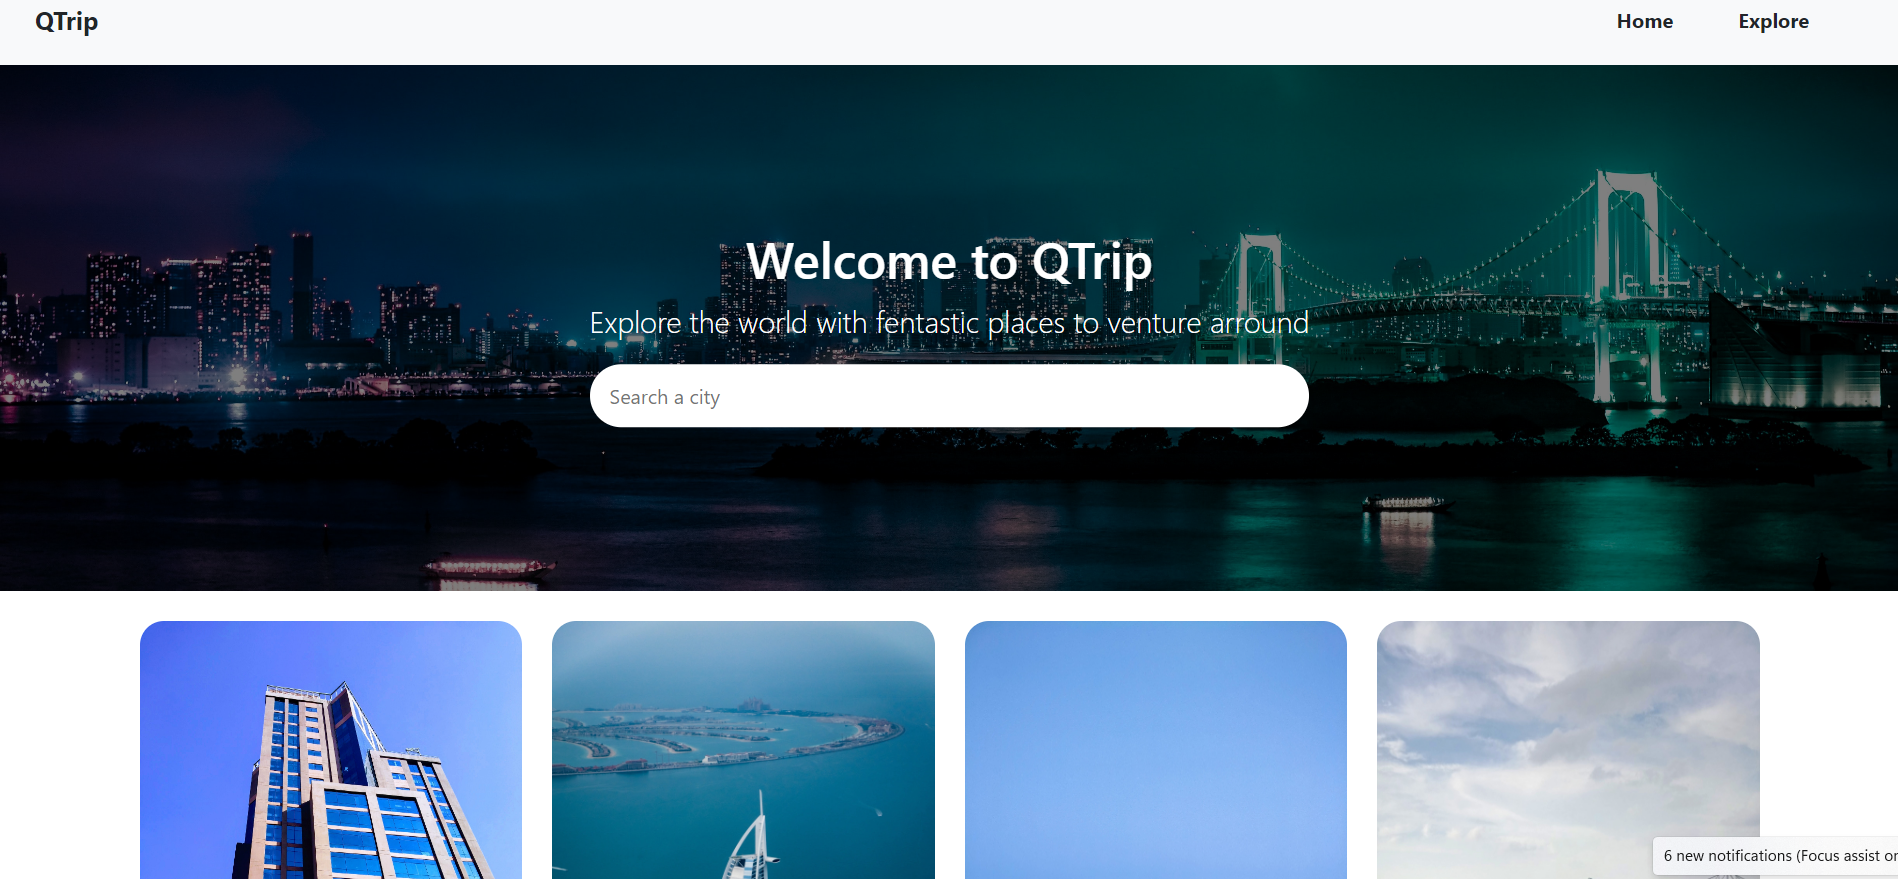 QTrip
Home
Explore
Welcome to QTrip
Explore the world with fentastic places to venture arround
Search a city
6 new notifications (Focus assist